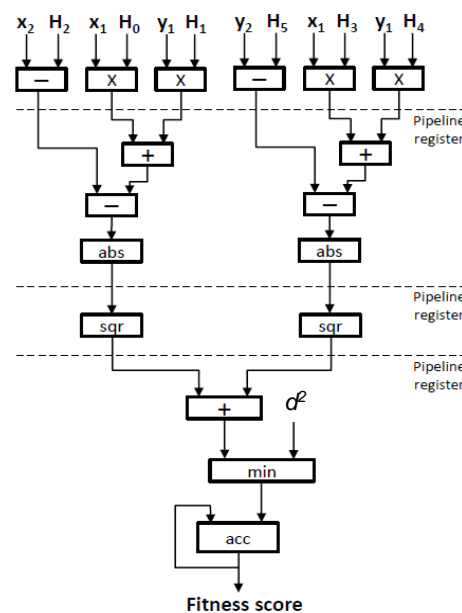 x₂ H₂ x₁ H₀ y₁ H₁ y₂ H₅ x₁ H₃ y₁ H₄
− x x − x x
Pipeline
register
+ +
− −
abs abs
Pipeline
register
sqr sqr
Pipeline
register
+ d²
min
acc
Fitness score